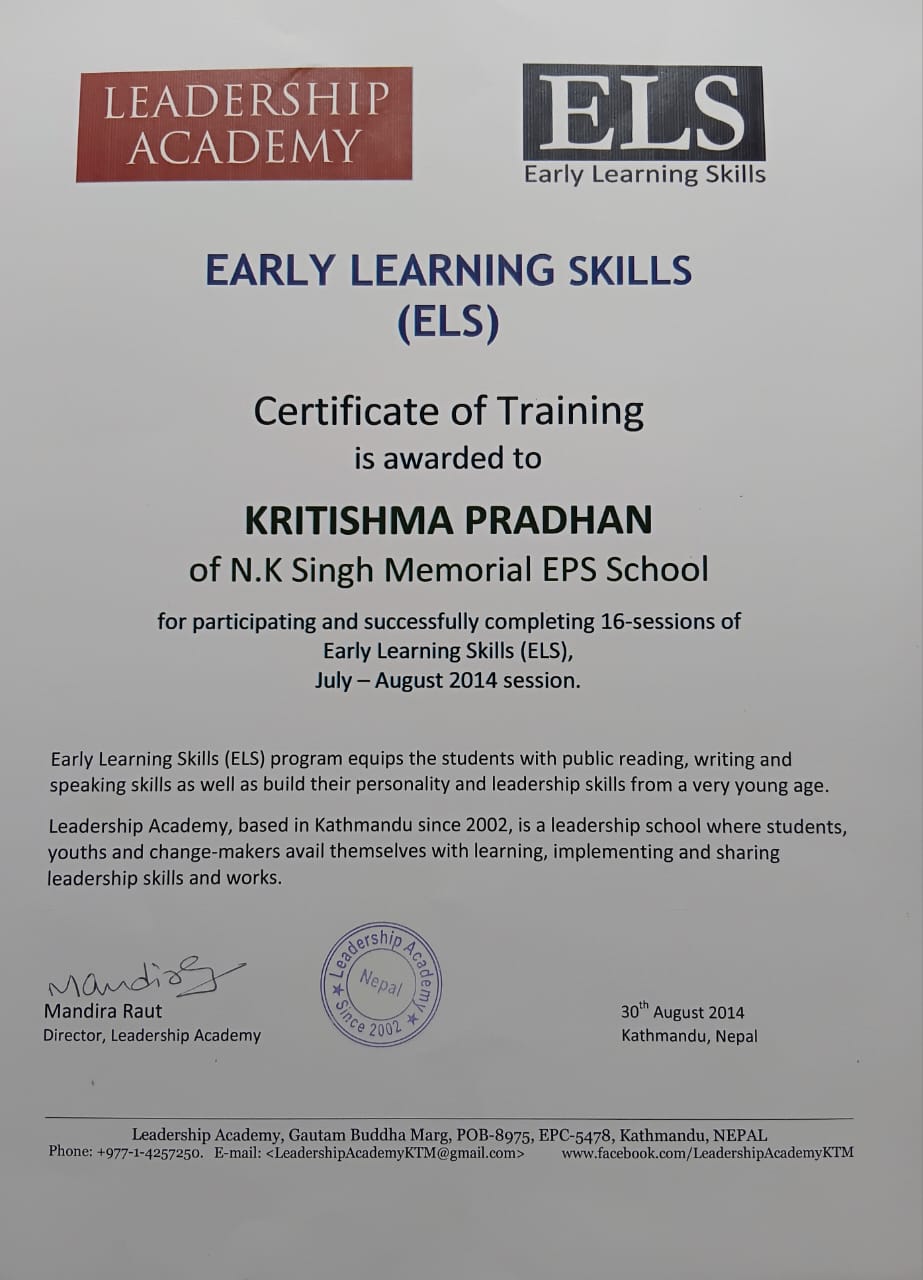 LEADERSHIP
ACADEMY
ELS
Early Learning Skills
EARLY LEARNING SKILLS
(ELS)
Certificate of Training
is awarded to
KRITISHMA PRADHAN
of N.K Singh Memorial EPS School
for participating and successfully completing 16-sessions of
Early Learning Skills (ELS),
July – August 2014 session.
Early Learning Skills (ELS) program equips the students with public reading, writing and
speaking skills as well as build their personality and leadership skills from a very young age.
Leadership Academy, based in Kathmandu since 2002, is a leadership school where students,
youths and change-makers avail themselves with learning, implementing and sharing
leadership skills and works.
Mandira Raut
Director, Leadership Academy
Leadership Academy
Nepal
Since 2002
30th August 2014
Kathmandu, Nepal
Leadership Academy, Gautam Buddha Marg, POB-8975, EPC-5478, Kathmandu, NEPAL
Phone: +977-1-4257250. E-mail: <LeadershipAcademyKTM@gmail.com> www.facebook.com/LeadershipAcademyKTM